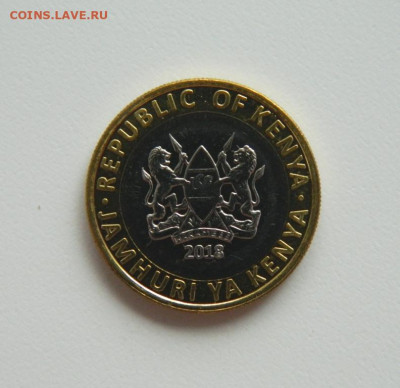 COINS.LAVE.RU
· REPUBLIC OF KENYA ·
2018
JAMHURI YA KENYA